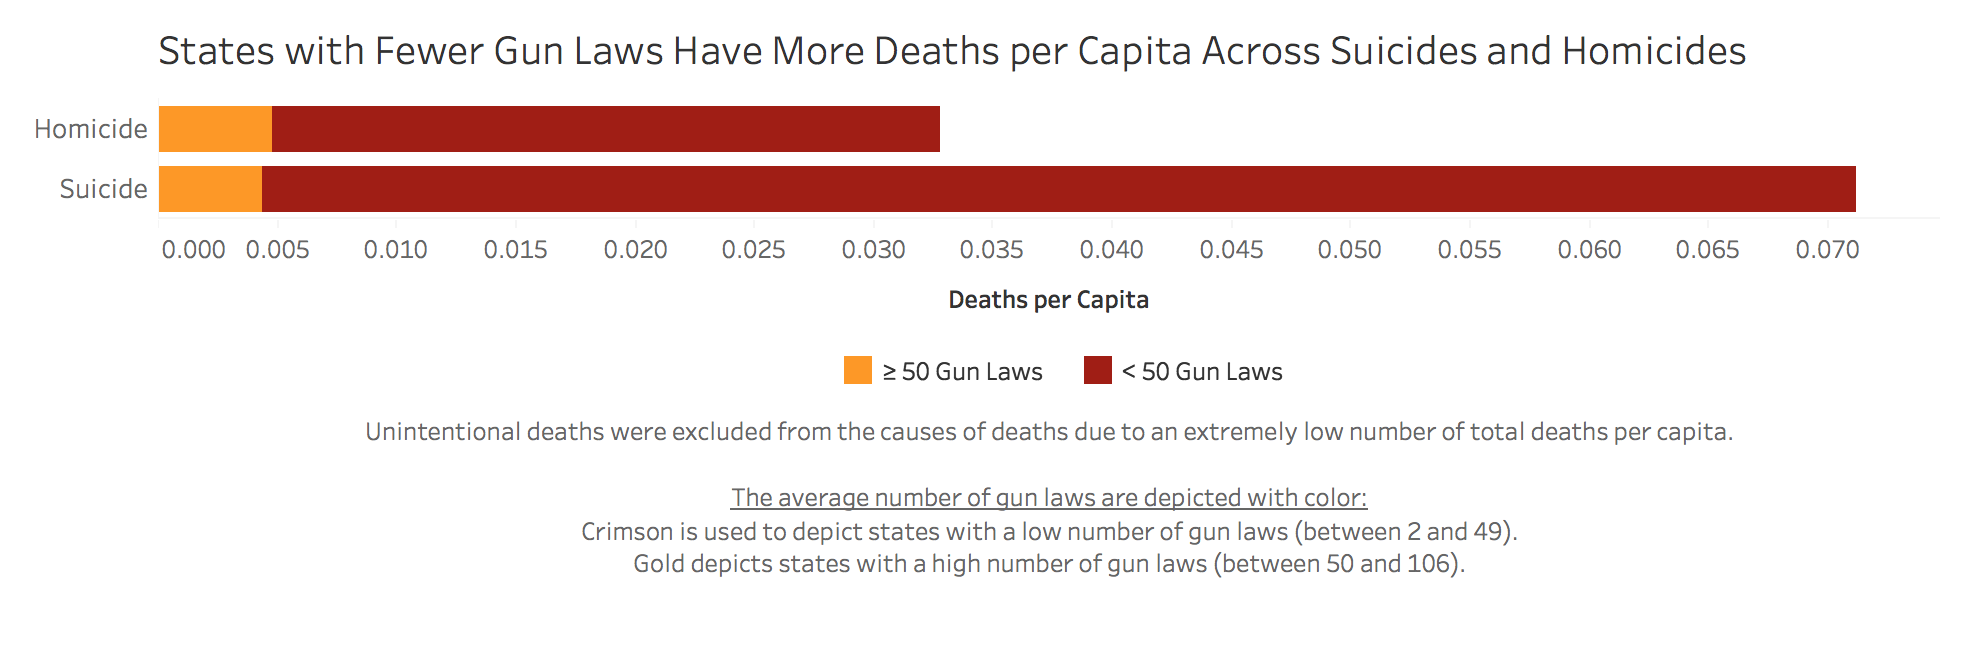 States with Fewer Gun Laws Have More Deaths per Capita Across Suicides and Homicides
Homicide
Suicide
0.000 0.005 0.010 0.015 0.020 0.025 0.030 0.035 0.040 0.045 0.050 0.055 0.060 0.065 0.070
Deaths per Capita
≥ 50 Gun Laws < 50 Gun Laws
Unintentional deaths were excluded from the causes of deaths due to an extremely low number of total deaths per capita.
The average number of gun laws are depicted with color:
Crimson is used to depict states with a low number of gun laws (between 2 and 49).
Gold depicts states with a high number of gun laws (between 50 and 106).